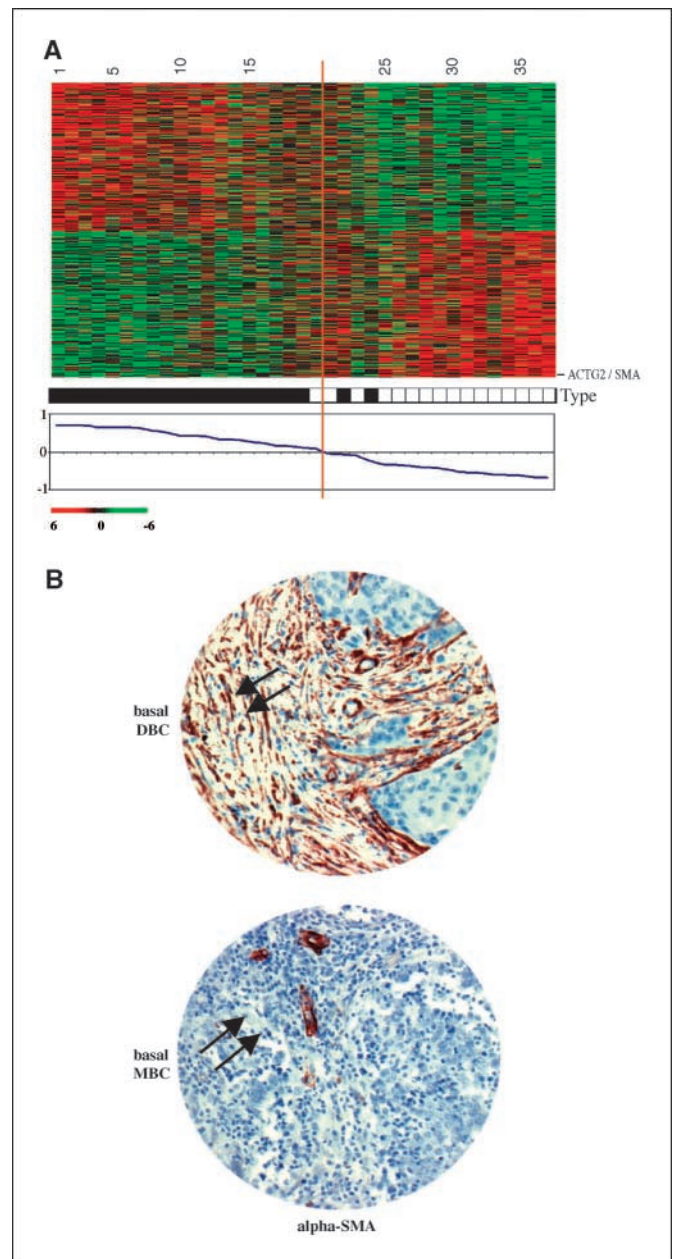 A
1 5 10 15 25 30 35
ACTG2 / SMA
Type
1
0
-1
6 0 -6
B
basal
DBC
basal
MBC
alpha-SMA